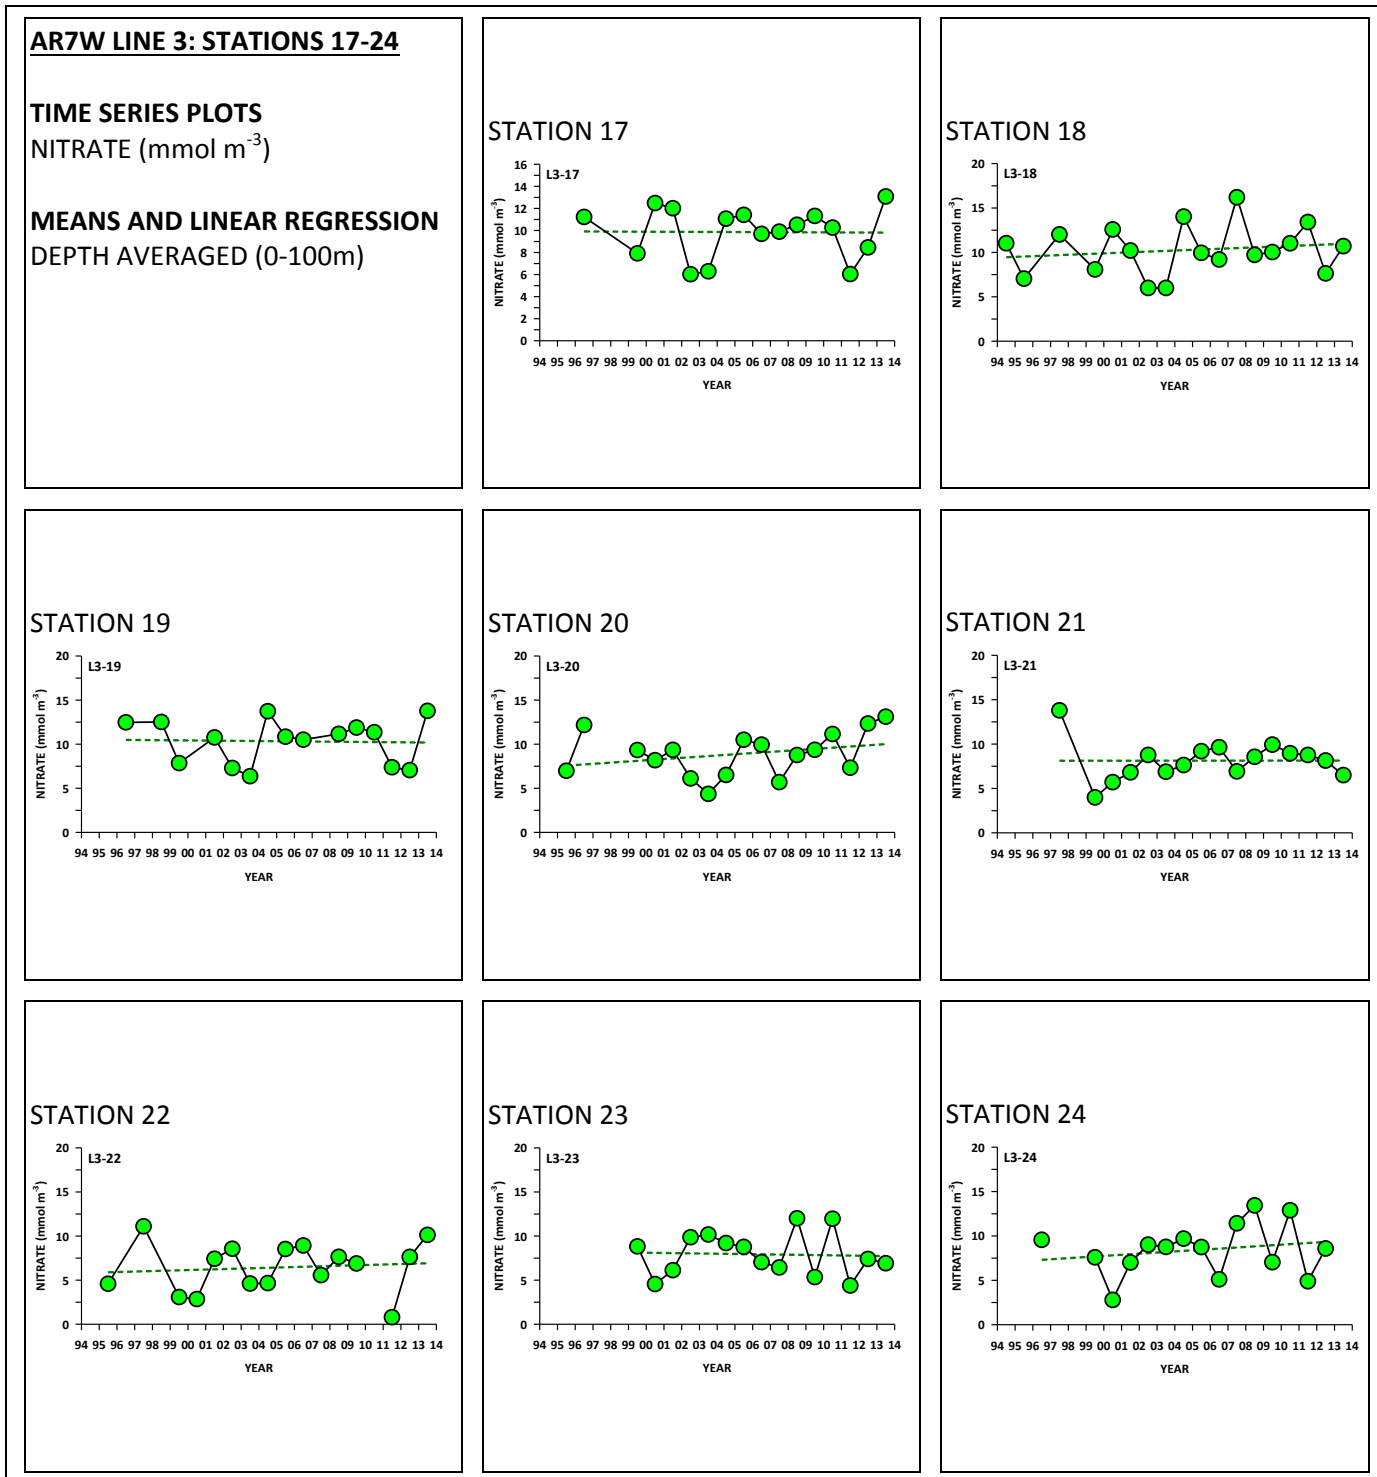 AR7W LINE 3: STATIONS 17-24
TIME SERIES PLOTS
NITRATE (mmol m-3)
MEANS AND LINEAR REGRESSION
DEPTH AVERAGED (0-100m)
STATION 17
L3-17
NITRATE (mmol m-3)
16
14
12
10
8
6
4
2
0
94 95 96 97 98 99 00 01 02 03 04 05 06 07 08 09 10 11 12 13 14
YEAR
STATION 18
L3-18
NITRATE (mmol m-3)
20
15
10
5
0
94 95 96 97 98 99 00 01 02 03 04 05 06 07 08 09 10 11 12 13 14
YEAR
STATION 19
L3-19
NITRATE (mmol m-3)
20
15
10
5
0
94 95 96 97 98 99 00 01 02 03 04 05 06 07 08 09 10 11 12 13 14
YEAR
STATION 20
L3-20
NITRATE (mmol m-3)
20
15
10
5
0
94 95 96 97 98 99 00 01 02 03 04 05 06 07 08 09 10 11 12 13 14
YEAR
STATION 21
L3-21
NITRATE (mmol m-3)
20
15
10
5
0
94 95 96 97 98 99 00 01 02 03 04 05 06 07 08 09 10 11 12 13 14
YEAR
STATION 22
L3-22
NITRATE (mmol m-3)
20
15
10
5
0
94 95 96 97 98 99 00 01 02 03 04 05 06 07 08 09 10 11 12 13 14
YEAR
STATION 23
L3-23
NITRATE (mmol m-3)
20
15
10
5
0
94 95 96 97 98 99 00 01 02 03 04 05 06 07 08 09 10 11 12 13 14
YEAR
STATION 24
L3-24
NITRATE (mmol m-3)
20
15
10
5
0
94 95 96 97 98 99 00 01 02 03 04 05 06 07 08 09 10 11 12 13 14
YEAR